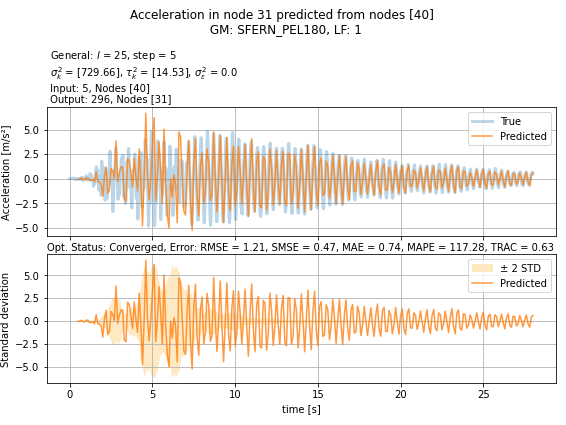 Acceleration in node 31 predicted from nodes [40]
GM: SFERN_PEL180, LF: 1
General: l = 25, step = 5
σ²ₖ = [729.66], τ²ₖ = [14.53], σ²ε = 0.0
Input: 5, Nodes [40]
Output: 296, Nodes [31]
Acceleration [m/s²]
5.0
2.5
0.0
−2.5
−5.0
True
Predicted
Opt. Status: Converged, Error: RMSE = 1.21, SMSE = 0.47, MAE = 0.74, MAPE = 117.28, TRAC = 0.63
Standard deviation
5.0
2.5
0.0
−2.5
−5.0
± 2 STD
Predicted
0 5 10 15 20 25
time [s]